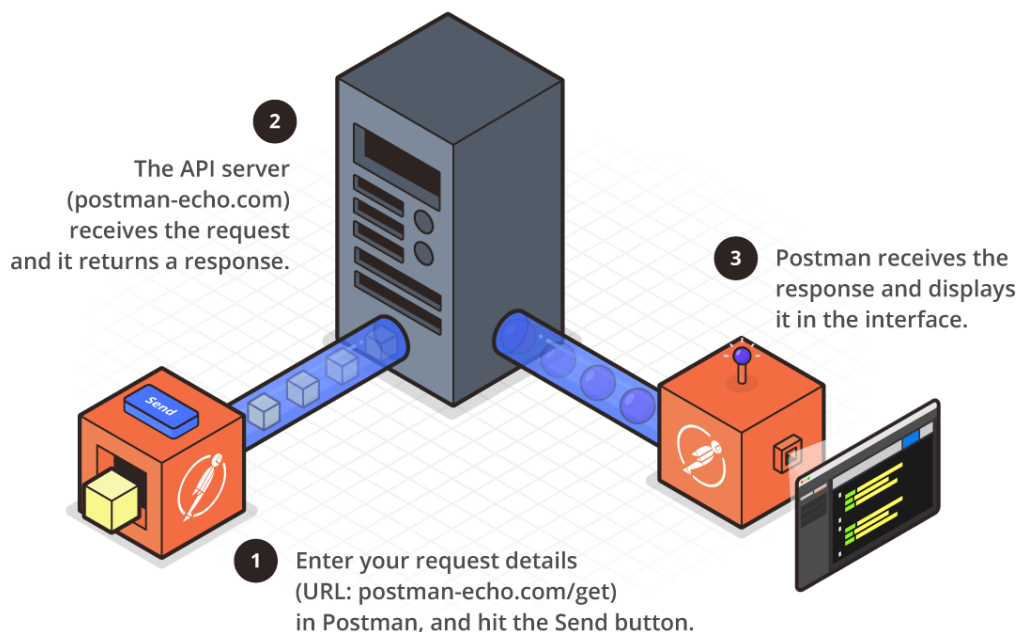 2
The API server
(postman-echo.com)
receives the request
and it returns a response.
3
Postman receives the
response and displays
it in the interface.
Send
1
Enter your request details
(URL: postman-echo.com/get)
in Postman, and hit the Send button.